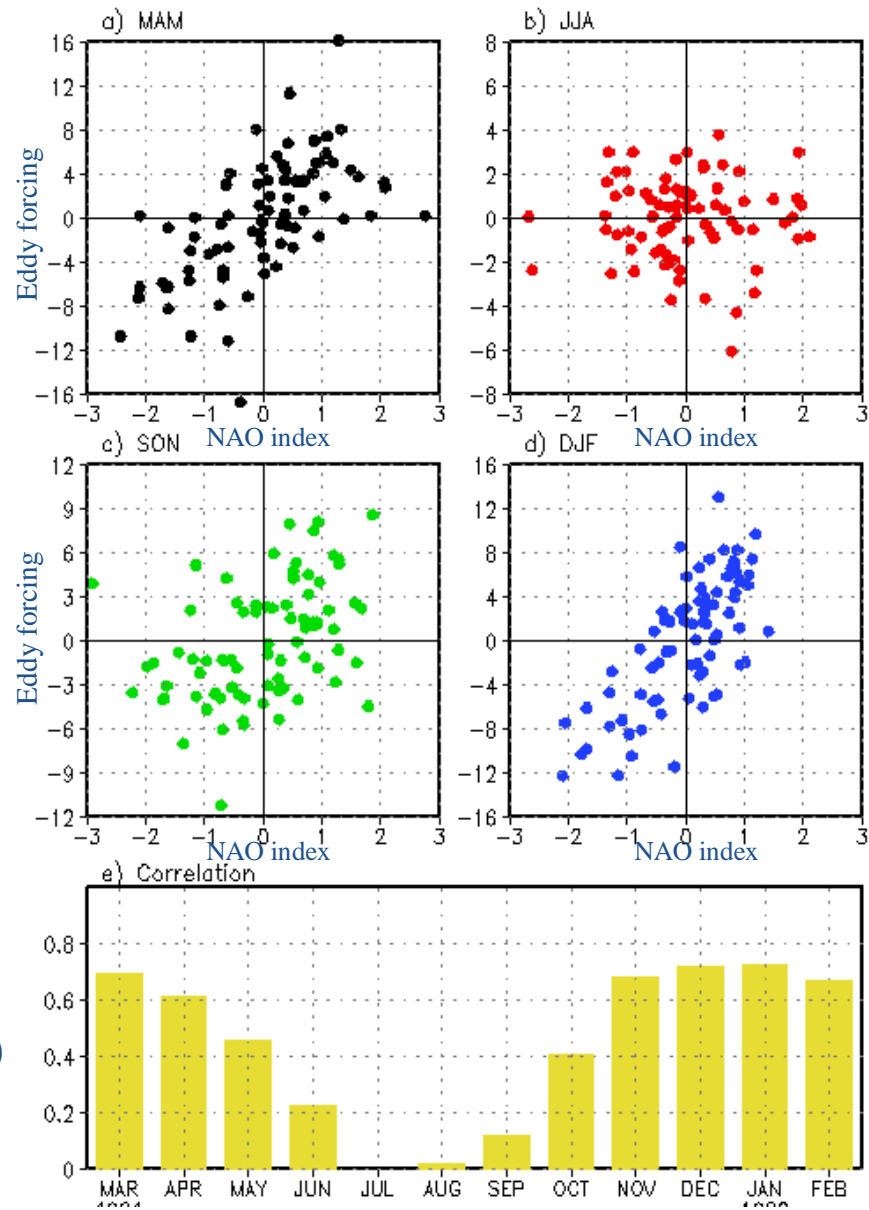 a) MAM
b) JJA
16
12
8
4
0
−4
−8
−12
−16
Eddy forcing
−3 −2 −1 0 1 2 3
NAO index
8
6
4
2
0
−2
−4
−6
−8
−3 −2 −1 0 1 2 3
NAO index
c) SON
d) DJF
12
9
6
3
0
−3
−6
−9
−12
Eddy forcing
−3 −2 −1 0 1 2 3
NAO index
16
12
8
4
0
−4
−8
−12
−16
−3 −2 −1 0 1 2 3
NAO index
e) Correlation
0.8
0.6
0.4
0.2
0
)
MAR APR MAY JUN JUL AUG SEP OCT NOV DEC JAN FEB